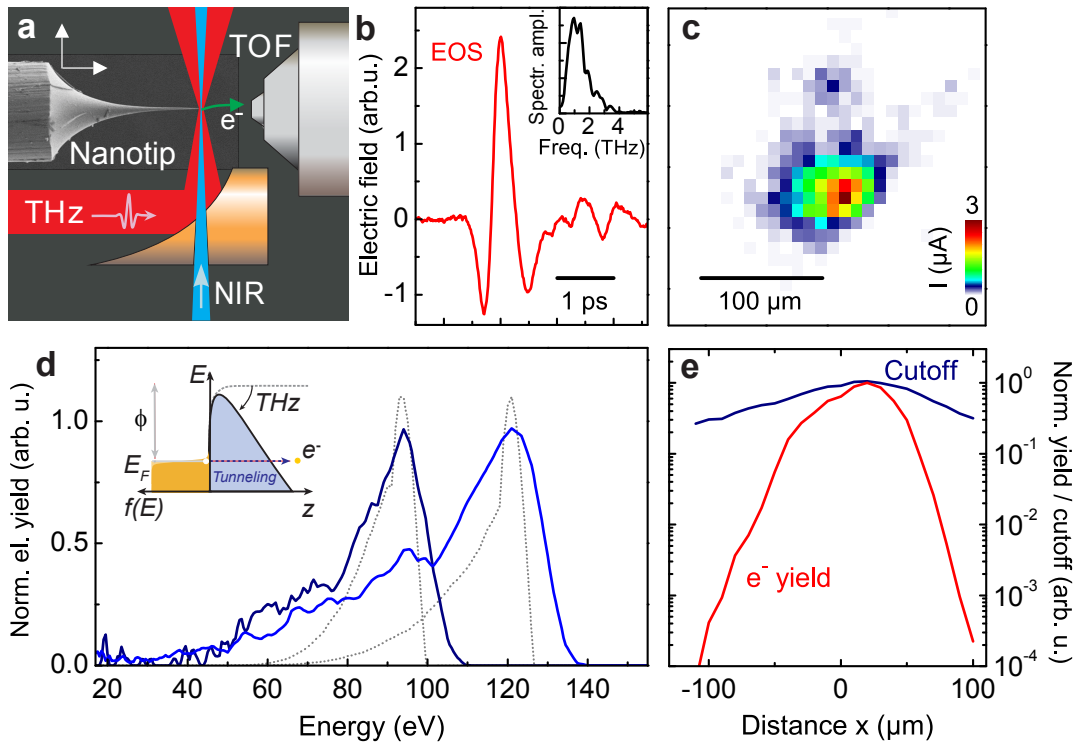 a
TOF
e-
Nanotip
THz
NIR
b
EOS
Electric field (arb.u.)
2
1
0
-1
1 ps
Spectr. ampl.
0 2 4
Freq. (THz)
c
3
I (µA)
0
100 µm
d
Norm. el. yield (arb. u.)
1.0
0.5
0.0
E
THz
ϕ
e-
E_F
Tunneling
f(E)
z
20 40 60 80 100 120 140
Energy (eV)
e
Cutoff
e- yield
10^0
10^-1
10^-2
10^-3
10^-4
Norm. yield / cutoff (arb. u.)
-100 0 100
Distance x (µm)